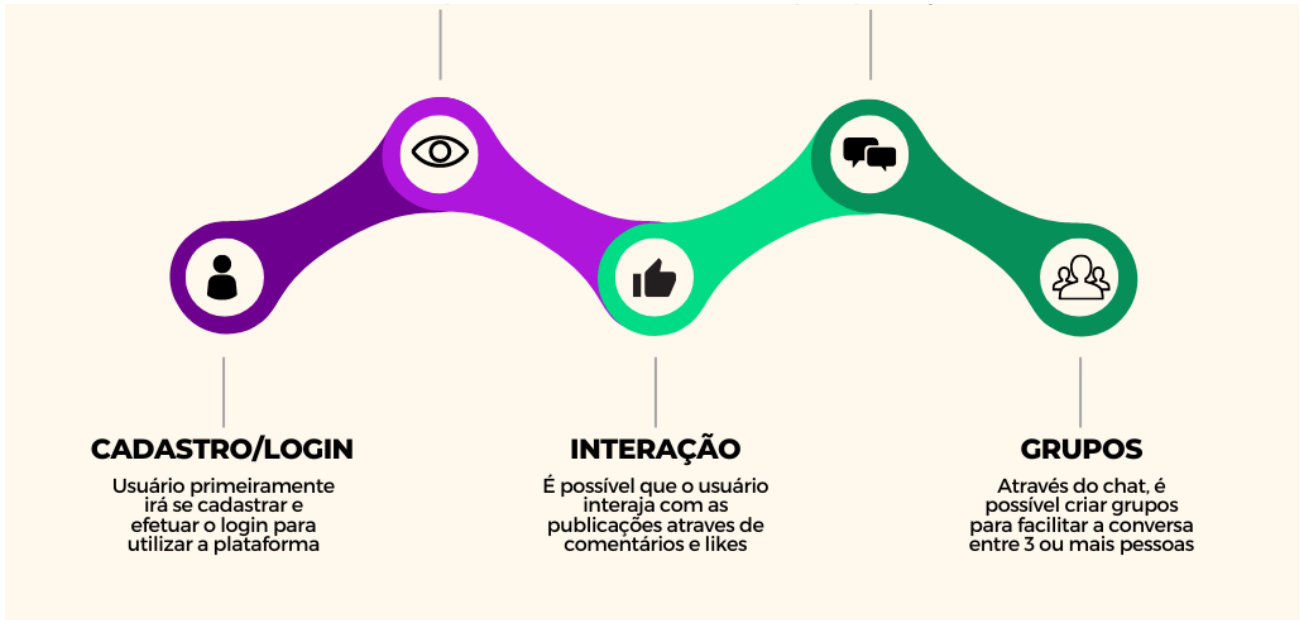 CADASTRO/LOGIN
Usuário primeiramente
irá se cadastrar e
efetuar o login para
utilizar a plataforma
INTERAÇÃO
É possível que o usuário
interaja com as
publicações atraves de
comentários e likes
GRUPOS
Através do chat, é
possível criar grupos
para facilitar a conversa
entre 3 ou mais pessoas